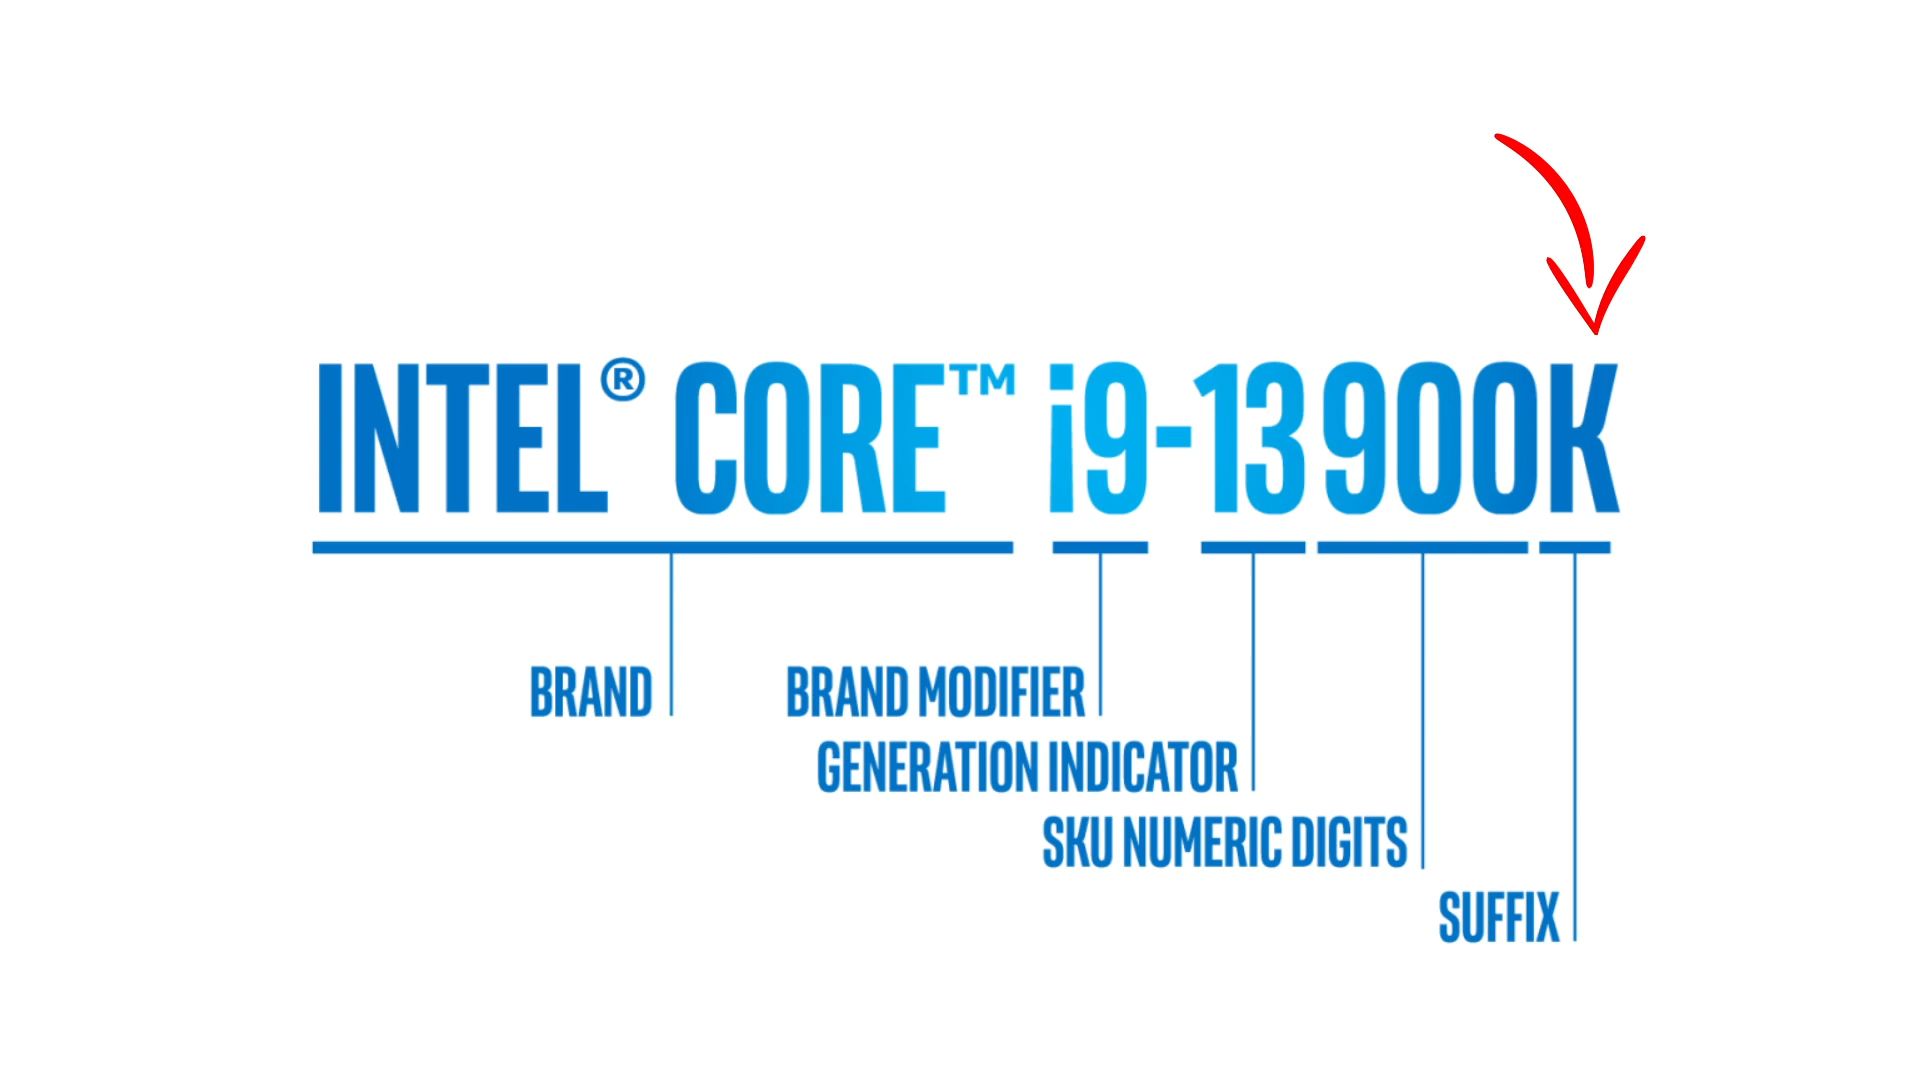 INTEL® CORE™ i9-13900K
BRAND
BRAND MODIFIER
GENERATION INDICATOR
SKU NUMERIC DIGITS
SUFFIX